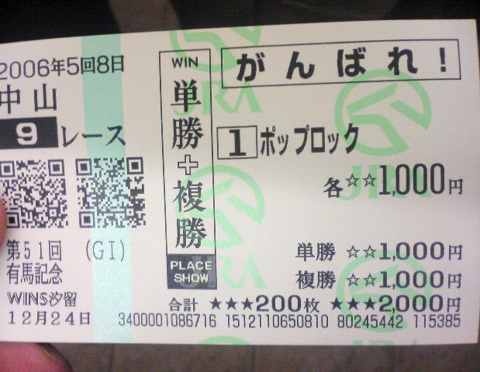 2006年5回8日
中山
9レース
第51回 (GI)
有馬記念
WINS汐留
12月24日
WIN
単勝+複勝
PLACE
SHOW
がんばれ!
1 ポップロック
各☆☆1,000円
単勝 ☆☆1,000円
複勝 ☆☆1,000円
合計 ★★★200枚 ★★★2,000円
3400001086716 1512110650810 80245442 115385
JRA
JRA
JRA
JRA